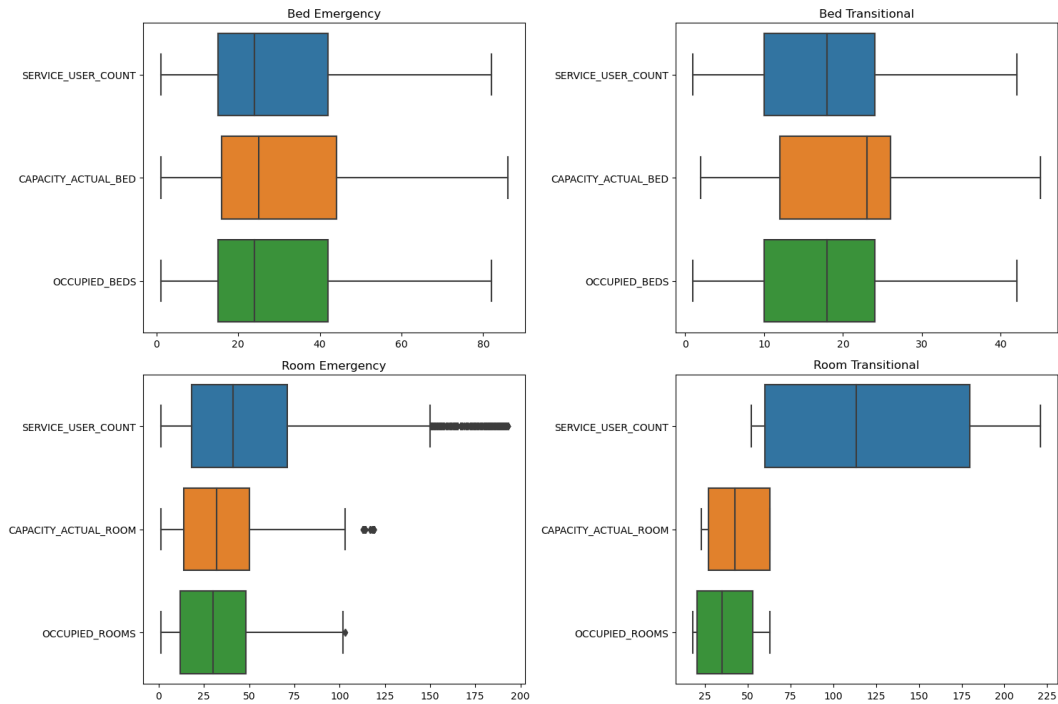 Bed Emergency
SERVICE_USER_COUNT
CAPACITY_ACTUAL_BED
OCCUPIED_BEDS
0 20 40 60 80
Bed Transitional
SERVICE_USER_COUNT
CAPACITY_ACTUAL_BED
OCCUPIED_BEDS
0 10 20 30 40
Room Emergency
SERVICE_USER_COUNT
CAPACITY_ACTUAL_ROOM
OCCUPIED_ROOMS
0 25 50 75 100 125 150 175 200
Room Transitional
SERVICE_USER_COUNT
CAPACITY_ACTUAL_ROOM
OCCUPIED_ROOMS
25 50 75 100 125 150 175 200 225